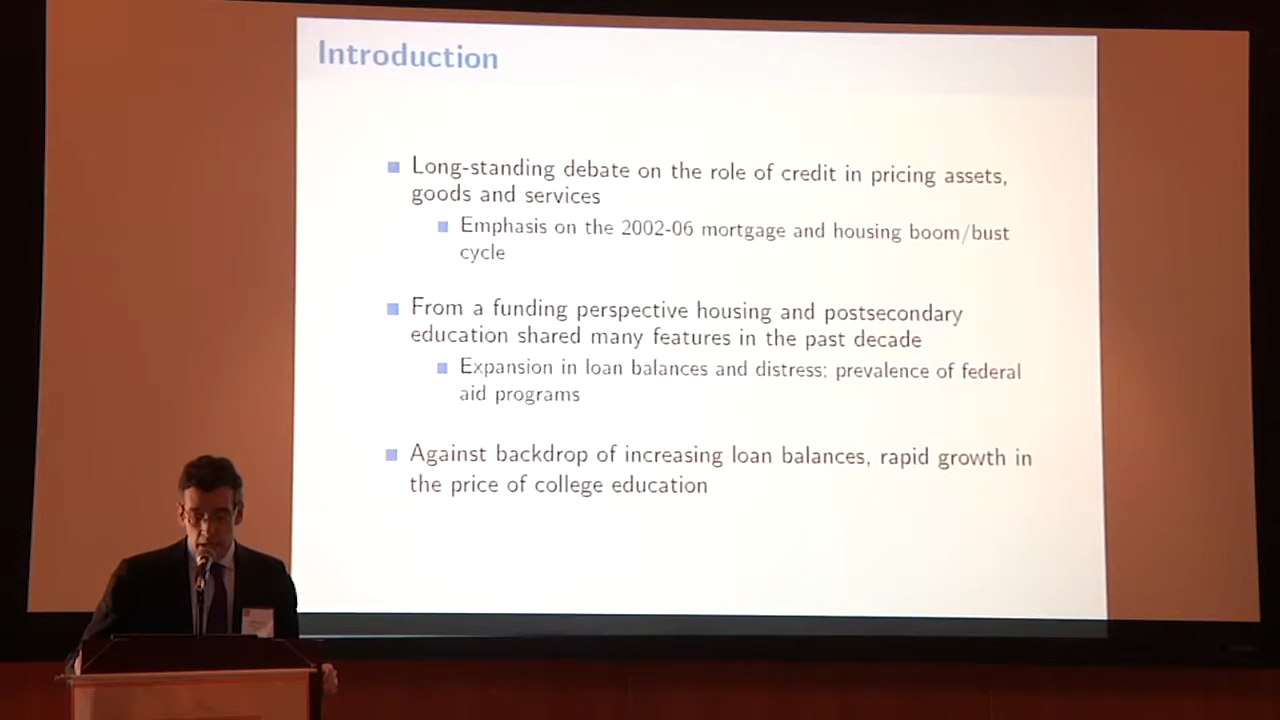 Introduction
Long-standing debate on the role of credit in pricing assets,
goods and services
Emphasis on the 2002-06 mortgage and housing boom/bust
cycle
From a funding perspective housing and postsecondary
education shared many features in the past decade
Expansion in loan balances and distress; prevalence of federal
aid programs
Against backdrop of increasing loan balances, rapid growth in
the price of college education